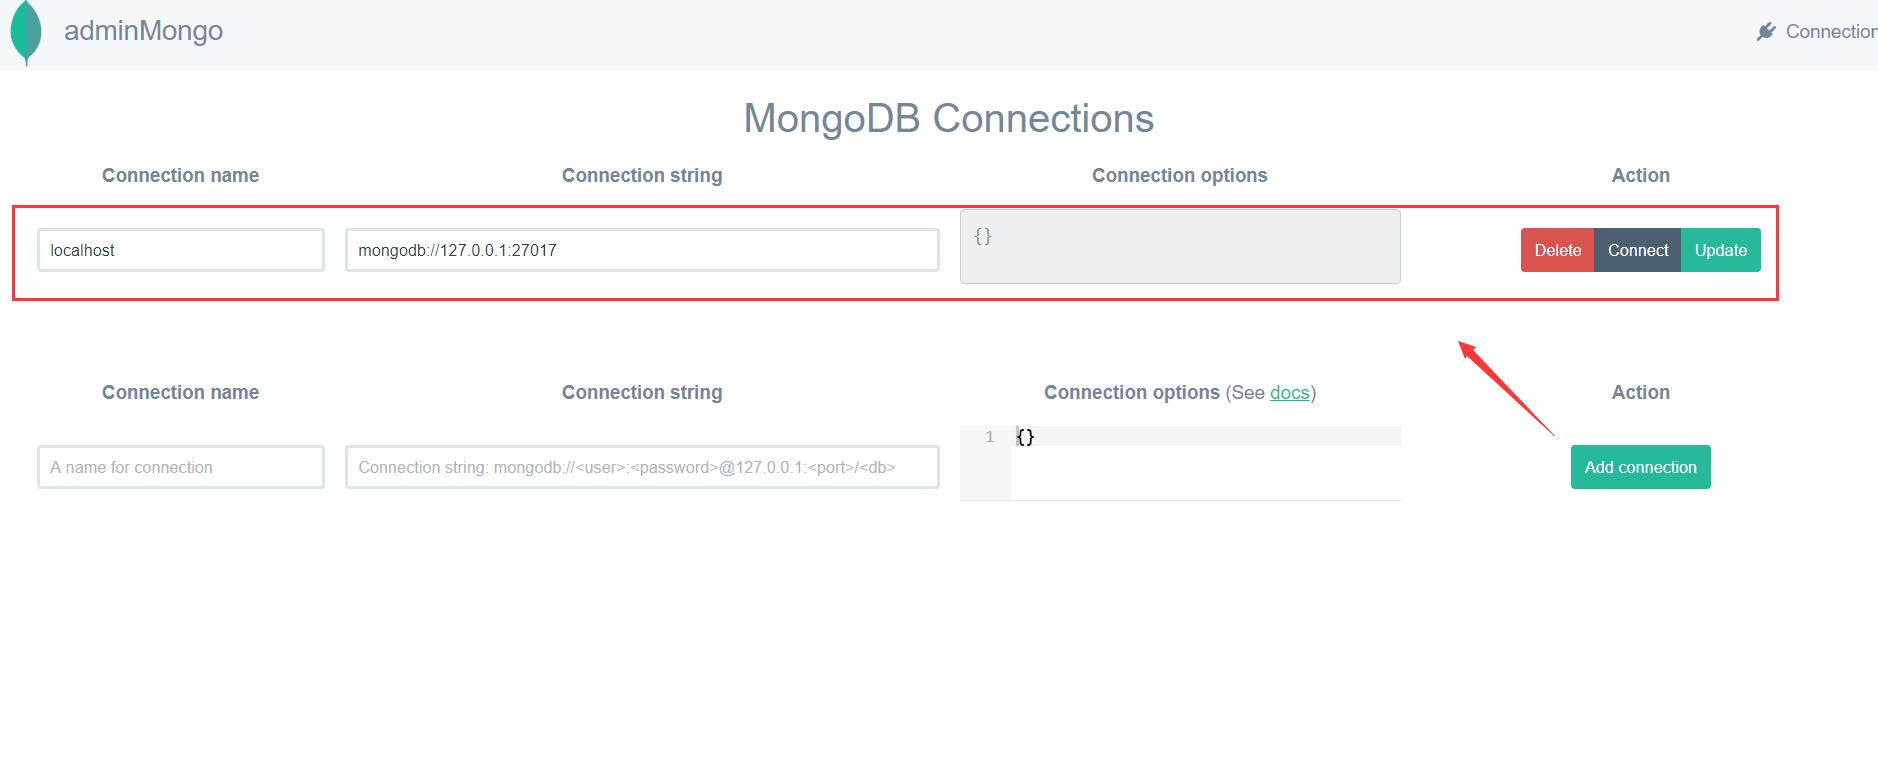 adminMongo
Connection
MongoDB Connections
Connection name Connection string Connection options Action
localhost mongodb://127.0.0.1:27017 {} Delete Connect Update
Connection name Connection string Connection options (See docs) Action
1 {}
A name for connection Connection string: mongodb://<user>:<password>@127.0.0.1:<port>/<db> Add connection